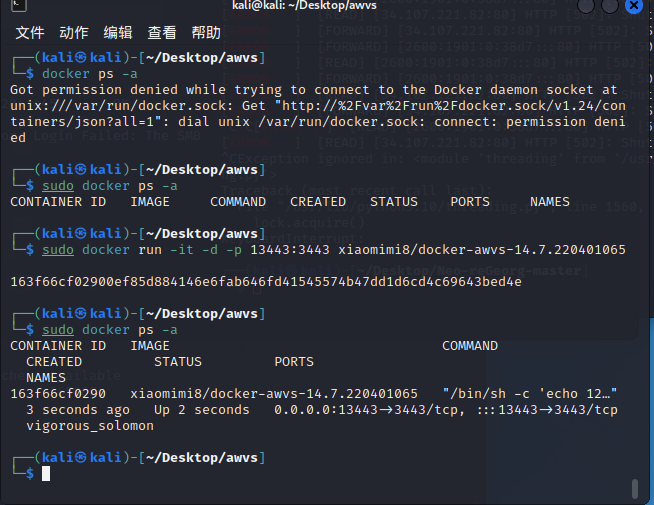 kali@kali: ~/Desktop/awvs
文件 动作 编辑 查看 帮助
┌──(kali㉿kali)-[~/Desktop/awvs]
└─$ docker ps -a
Got permission denied while trying to connect to the Docker daemon socket at
unix:///var/run/docker.sock: Get "http://%2Fvar%2Frun%2Fdocker.sock/v1.24/con
tainers/json?all=1": dial unix /var/run/docker.sock: connect: permission deni
ed
┌──(kali㉿kali)-[~/Desktop/awvs]
└─$ sudo docker ps -a
CONTAINER ID IMAGE COMMAND CREATED STATUS PORTS NAMES
┌──(kali㉿kali)-[~/Desktop/awvs]
└─$ sudo docker run -it -d -p 13443:3443 xiaomimi8/docker-awvs-14.7.220401065
163f66cf02900ef85d884146e6fab646fd41545574b47dd1d6cd4c69643bed4e
┌──(kali㉿kali)-[~/Desktop/awvs]
└─$ sudo docker ps -a
CONTAINER ID IMAGE COMMAND
CREATED STATUS PORTS
NAMES
163f66cf0290 xiaomimi8/docker-awvs-14.7.220401065 "/bin/sh -c 'echo 12…"
3 seconds ago Up 2 seconds 0.0.0.0:13443→3443/tcp, :::13443→3443/tcp
vigorous_solomon
┌──(kali㉿kali)-[~/Desktop/awvs]
└─$